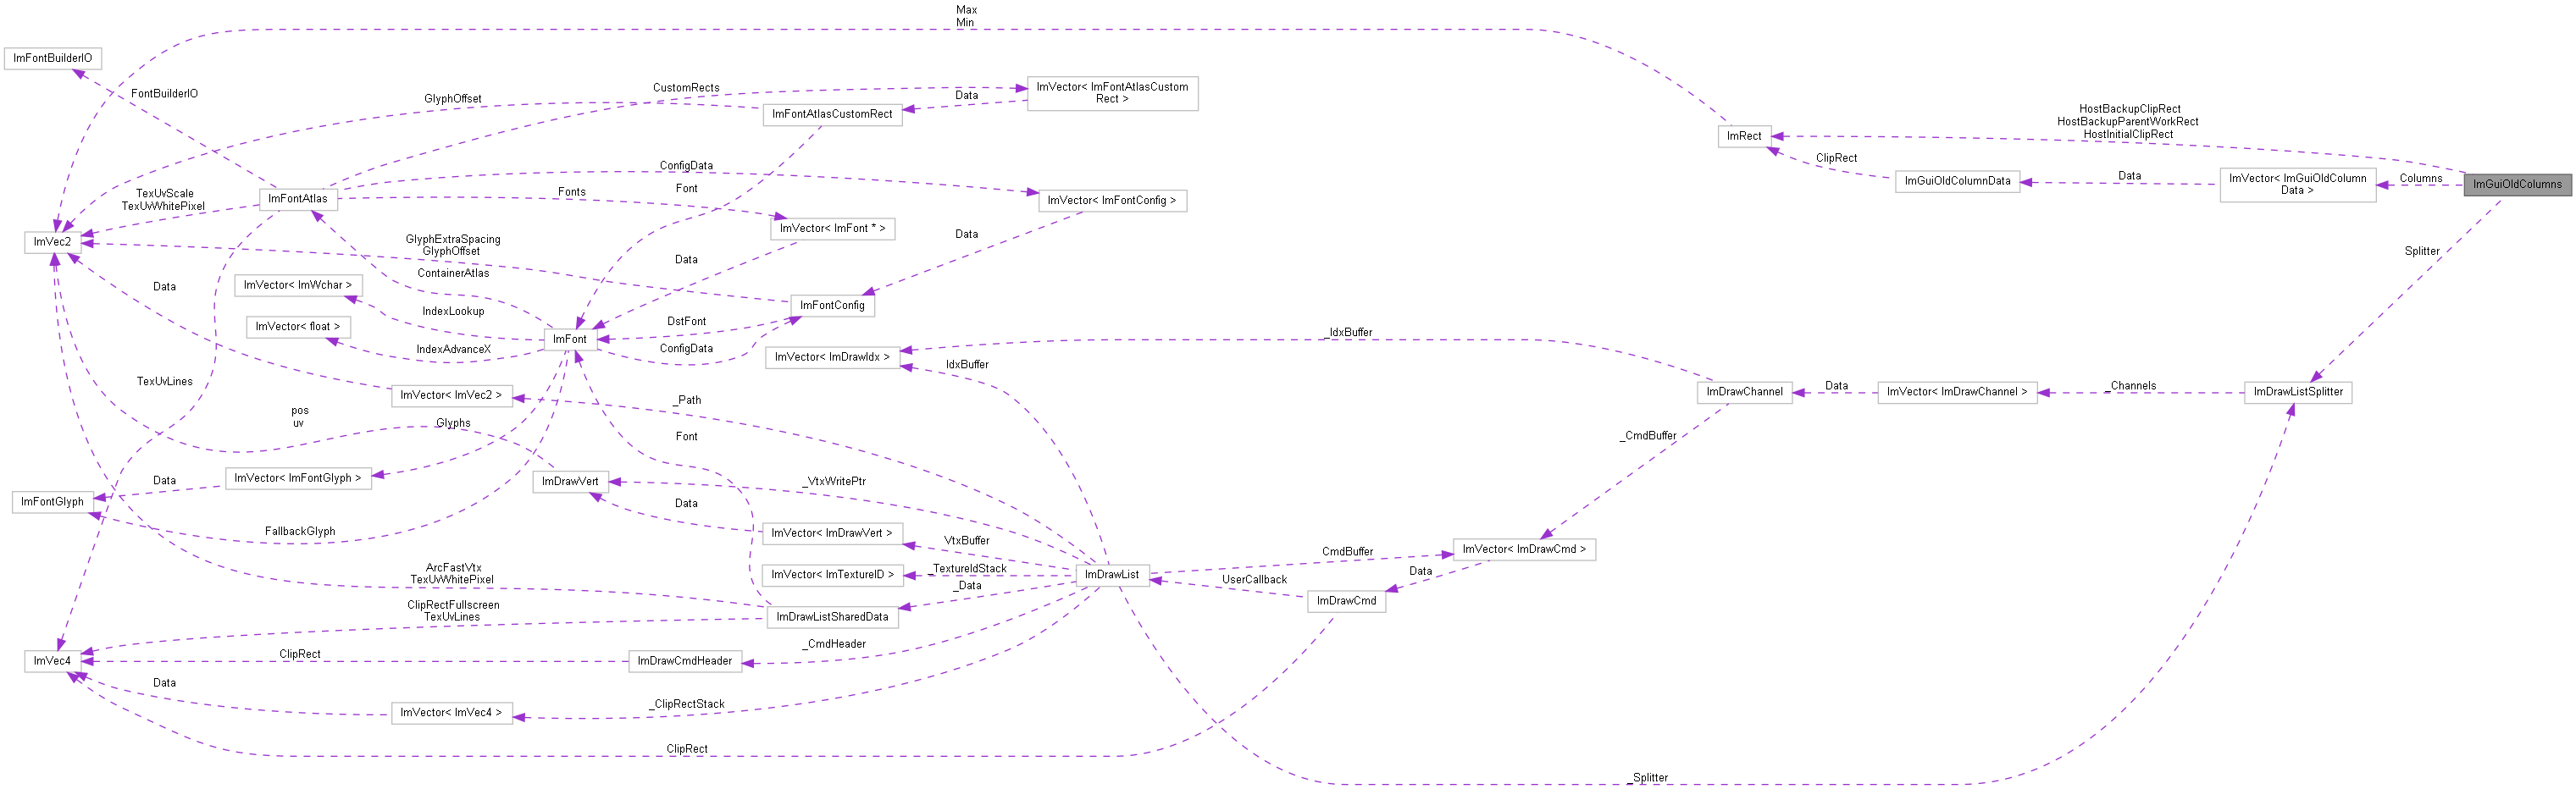 Max
Min
ImFontBuilderIO
FontBuilderIO
GlyphOffset
CustomRects
ImVector< ImFontAtlasCustom
Rect >
Data
ImFontAtlasCustomRect
ImRect
HostBackupClipRect
HostBackupParentWorkRect
HostInitialClipRect
ClipRect
ImGuiOldColumnData
Data
ImVector< ImGuiOldColumn
Data >
Columns
ImGuiOldColumns
ConfigData
Font
Fonts
ImFontAtlas
TexUvScale
TexUvWhitePixel
ImVector< ImFontConfig >
ImVector< ImFont * >
ImVec2
GlyphExtraSpacing
GlyphOffset
Data
Splitter
ContainerAtlas
Data
Data
ImVector< ImWchar >
ImFontConfig
IndexLookup
DstFont
ImVector< float >
ImFont
_IdxBuffer
IndexAdvanceX
ConfigData
ImVector< ImDrawIdx >
IdxBuffer
TexUvLines
ImVector< ImVec2 >
_Path
ImDrawChannel
Data
ImVector< ImDrawChannel >
_Channels
ImDrawListSplitter
pos
uv
Glyphs
Font
_CmdBuffer
ImVector< ImFontGlyph >
Data
ImDrawVert
_VtxWritePtr
ImFontGlyph
Data
FallbackGlyph
ImVector< ImDrawVert >
VtxBuffer
CmdBuffer
ImVector< ImDrawCmd >
ArcFastVtx
TexUvWhitePixel
ImVector< ImTextureID >
_TextureIdStack
_Data
ImDrawList
UserCallback
Data
ImDrawCmd
ClipRectFullscreen
TexUvLines
ImDrawListSharedData
_CmdHeader
ImVec4
ClipRect
ImDrawCmdHeader
Data
ImVector< ImVec4 >
_ClipRectStack
ClipRect
_Splitter